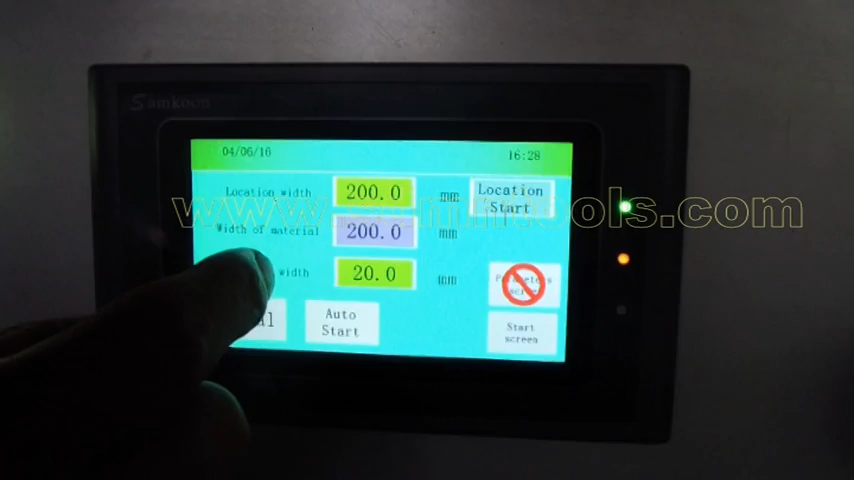 Samkoon
04/06/16 16:28
Location width 200.0 mm Location Start
Width of material 200.0 mm
width 20.0 mm
Auto Start
Start screen